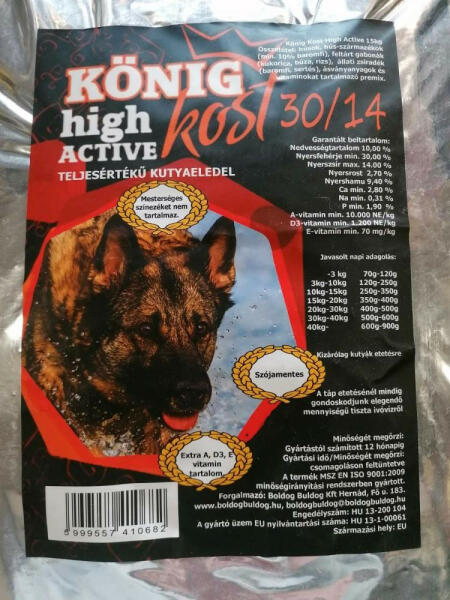 KÖNIG
high
ACTIVE
kost 30/14
TELJESÉRTÉKŰ KUTYAELEDEL
König Kost High Active 15kg
Összetétel: húsok, hús-származékok
(min. 10% baromfi), feltárt gabonák
(kukorica, búza, rizs), állati zsiradék
(baromfi, sertés), ásványianyagok és
vitaminokat tartalmazó premix.
Garantált beltartalom:
Nedvességtartalom 10,00 %
Nyersfehérje min. 30,00 %
Nyerszsír max. 14.00 %
Nyersrost 2,70 %
Nyershamu 9,40 %
Ca min. 2,80 %
Na min. 0,31 %
P min. 1,90 %
A-vitamin min. 10.000 NE/kg
D3-vitamin min. 1.200 NE/kg
E-vitamin min. 70 mg/kg
Mesterséges
színezéket nem
tartalmaz.
Javasolt napi adagolás:
-3 kg 70g-120g
3kg-10kg 120g-250g
10kg-15kg 250g-350g
15kg-20kg 350g-400g
20kg-30kg 400g-500g
30kg-40kg 500g-600g
40kg- 600g-900g
Kizárólag kutyák etetésre
Szójamentes
A táp etetésénél mindig
gondoskodjunk elegendő
mennyiségű tiszta ivóvízről
Extra A, D3, E
vitamin
tartalom
Minőségét megőrzi:
Gyártástól számított 12 hónapig
Gyártási idő/Minőségét megőrzi:
csomagoláson feltüntetve
A termék MSZ EN ISO 9001:2009
minőségirányítási rendszerben gyártott.
Forgalmazó: Boldog Buldog Kft Hernád, Fő u. 183.
www.boldogbuldog.hu, boldogbuldog@boldogbuldog.hu
Engedélyszám: HU 13-200 104
A gyártó üzem EU nyilvántartási száma: HU 13-1-00061
Származási hely: EU
5 999557 410682